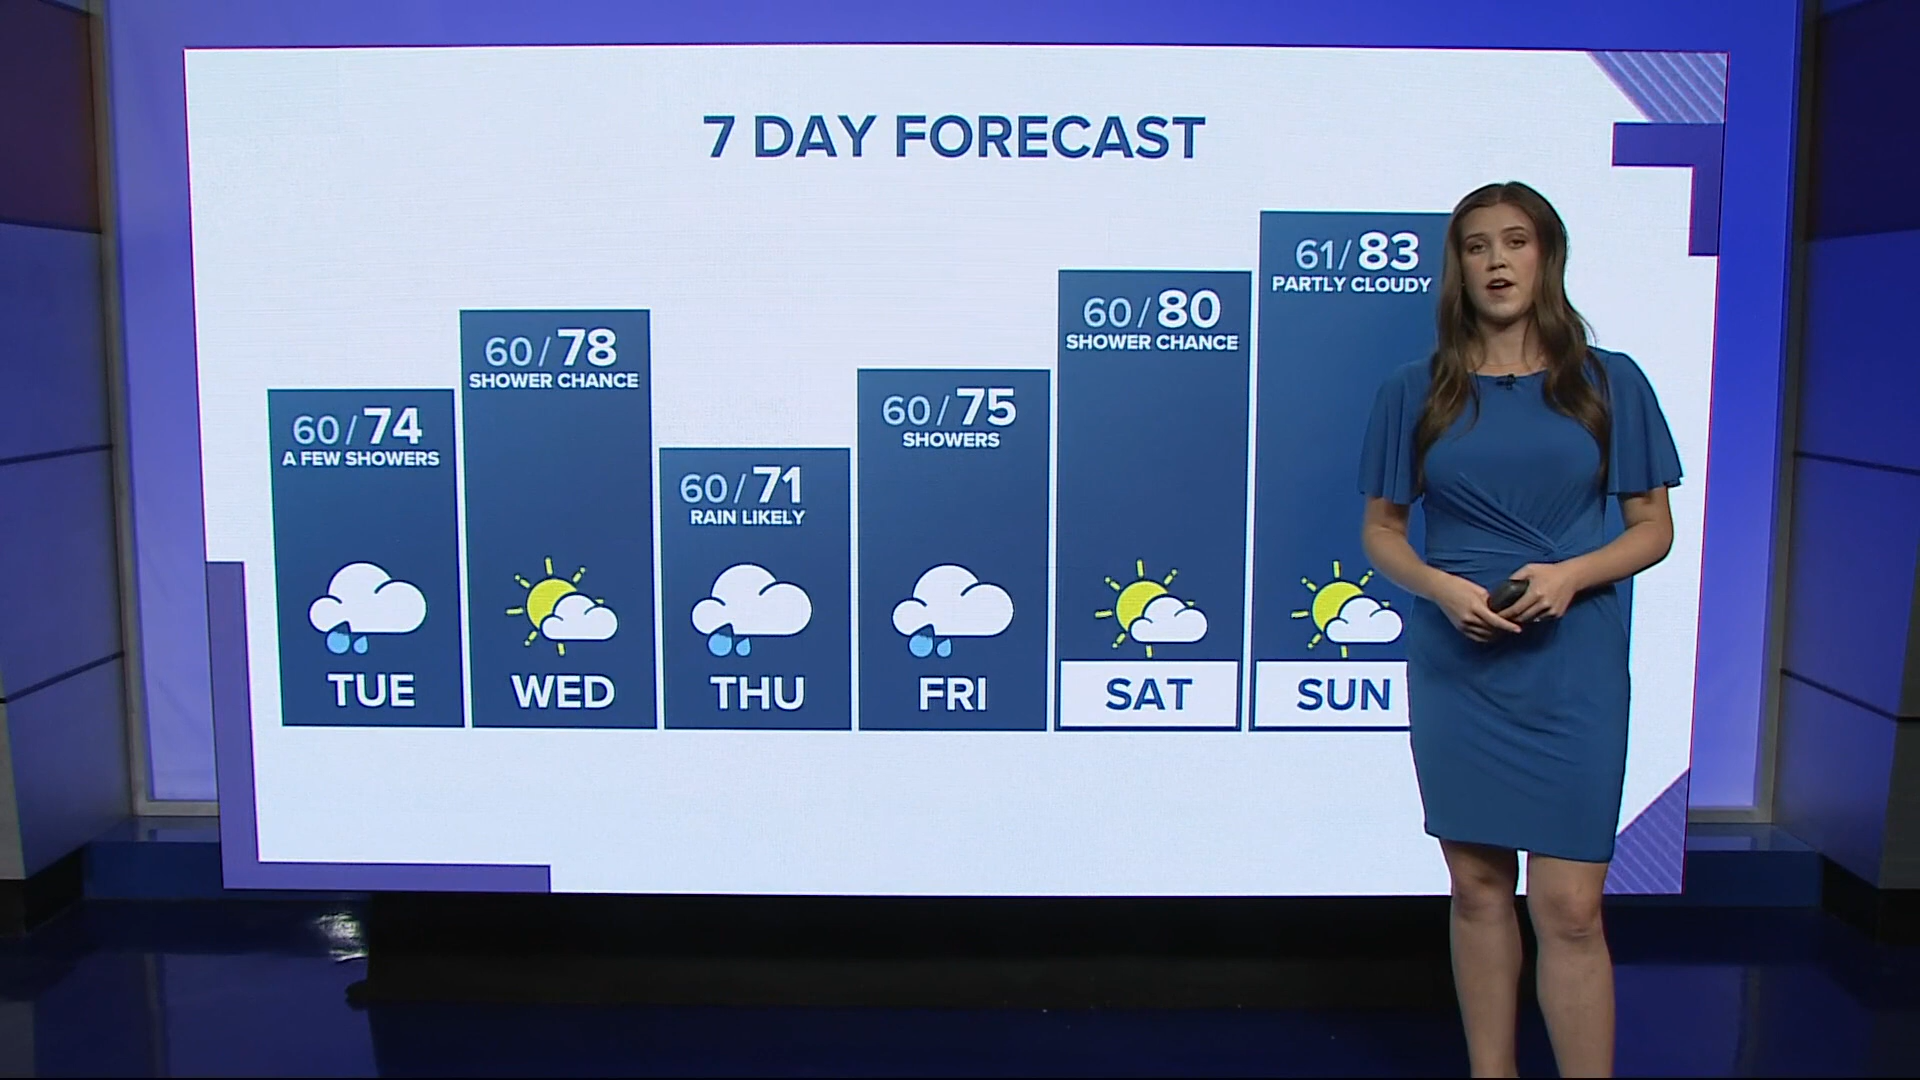 7 DAY FORECAST
60/74
A FEW SHOWERS
TUE
60/78
SHOWER CHANCE
WED
60/71
RAIN LIKELY
THU
60/75
SHOWERS
FRI
60/80
SHOWER CHANCE
SAT
61/83
PARTLY CLOUDY
SUN